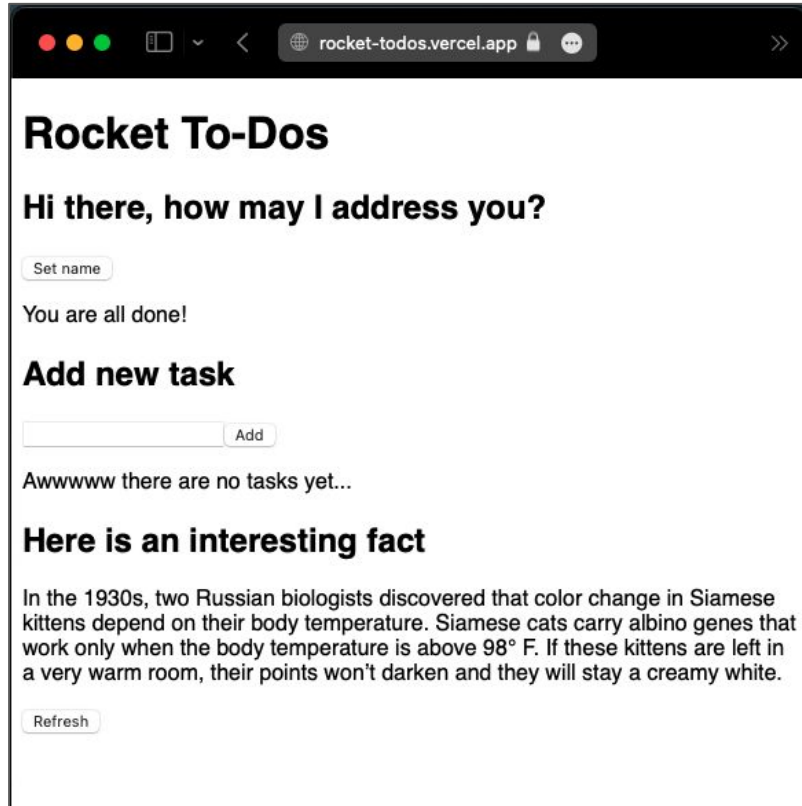 rocket-todos.vercel.app
Rocket To-Dos
Hi there, how may I address you?
Set name
You are all done!
Add new task
Add
Awwwww there are no tasks yet...
Here is an interesting fact
In the 1930s, two Russian biologists discovered that color change in Siamese
kittens depend on their body temperature. Siamese cats carry albino genes that
work only when the body temperature is above 98° F. If these kittens are left in
a very warm room, their points won’t darken and they will stay a creamy white.
Refresh